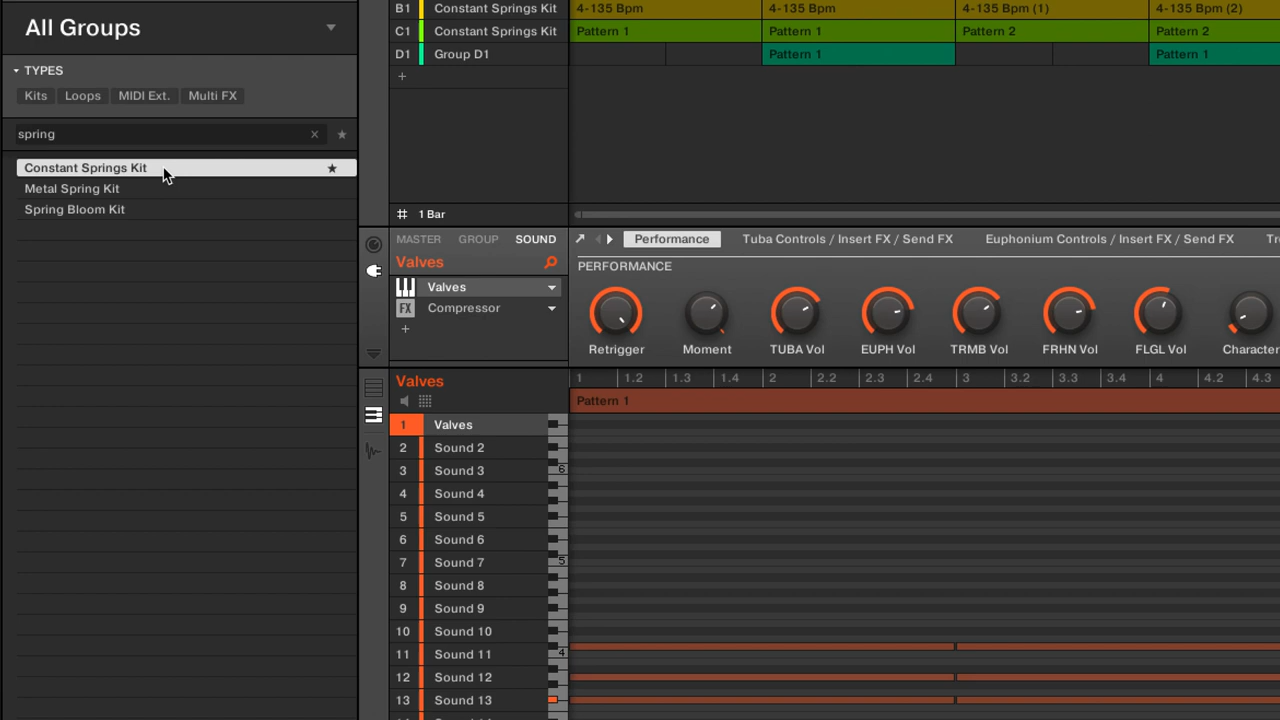 All Groups
TYPES
Kits Loops MIDI Ext. Multi FX
spring
Constant Springs Kit
Metal Spring Kit
Spring Bloom Kit
B1 Constant Springs Kit 4-135 Bpm 4-135 Bpm 4-135 Bpm (1) 4-135 Bpm (2)
C1 Constant Springs Kit Pattern 1 Pattern 1 Pattern 2 Pattern 2
D1 Group D1 Pattern 1 Pattern 1
+
1 Bar
MASTER GROUP SOUND Performance Tuba Controls / Insert FX / Send FX Euphonium Controls / Insert FX / Send FX
Valves PERFORMANCE
Valves
FX Compressor
+
Retrigger Moment TUBA Vol EUPH Vol TRMB Vol FRHN Vol FLGL Vol Character
Valves 1 1.2 1.3 1.4 2 2.2 2.3 2.4 3 3.2 3.3 3.4 4 4.2 4.3
Pattern 1
1 Valves
2 Sound 2
3 Sound 3 6
4 Sound 4
5 Sound 5
6 Sound 6
7 Sound 7 5
8 Sound 8
9 Sound 9
10 Sound 10
11 Sound 11 4
12 Sound 12
13 Sound 13